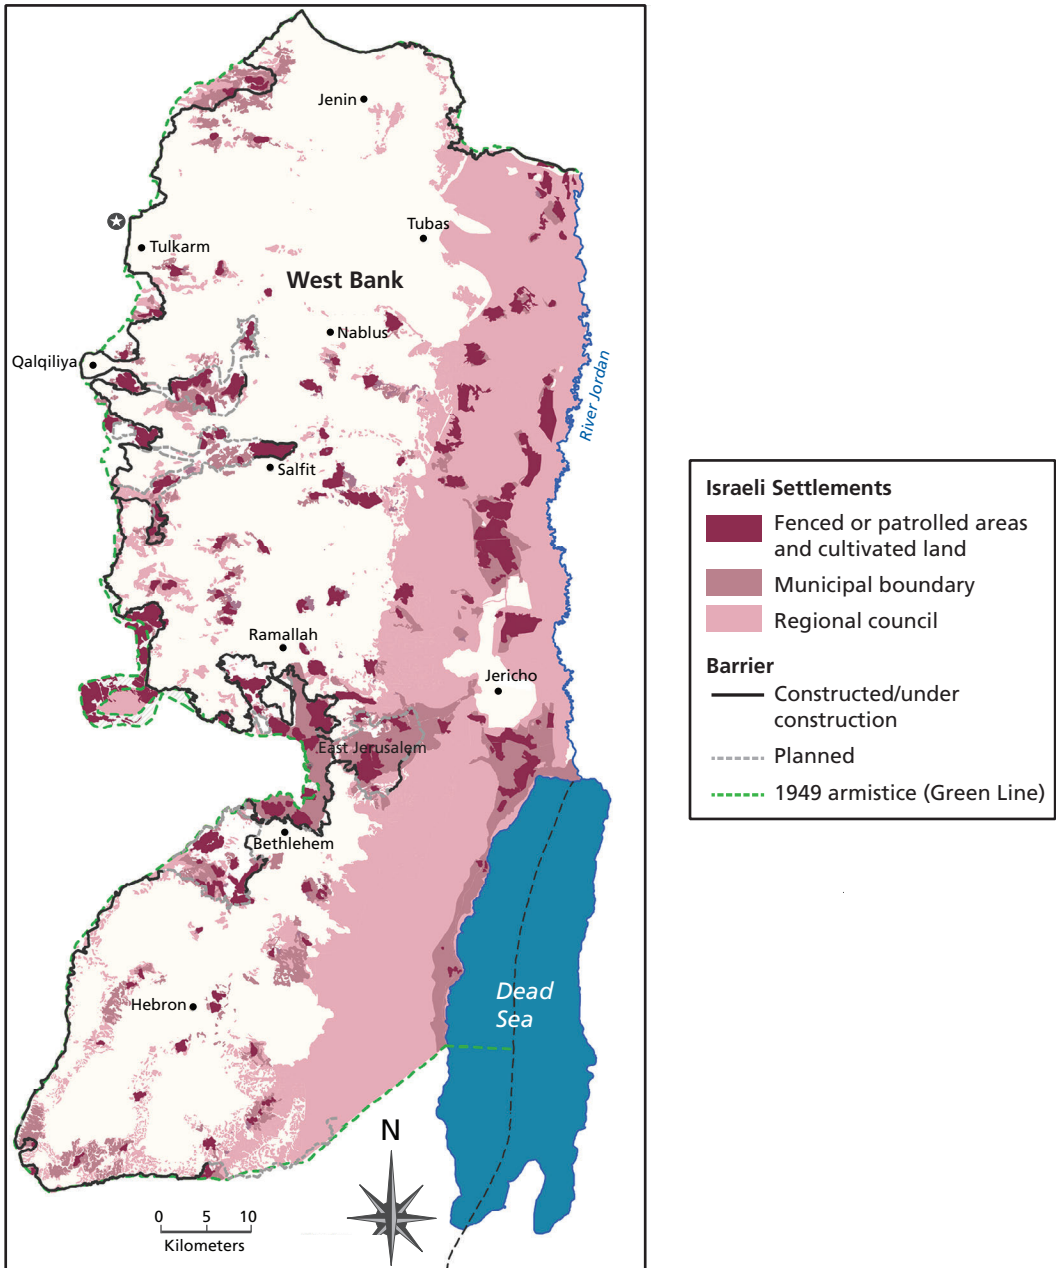 Jenin
Tubas
Tulkarm
West Bank
Nablus
Qalqiliya
River Jordan
Salfit
Ramallah
Jericho
East Jerusalem
Bethlehem
Hebron
Dead
Sea
N
0 5 10
Kilometers
Israeli Settlements
Fenced or patrolled areas
and cultivated land
Municipal boundary
Regional council
Barrier
Constructed/under
construction
Planned
1949 armistice (Green Line)